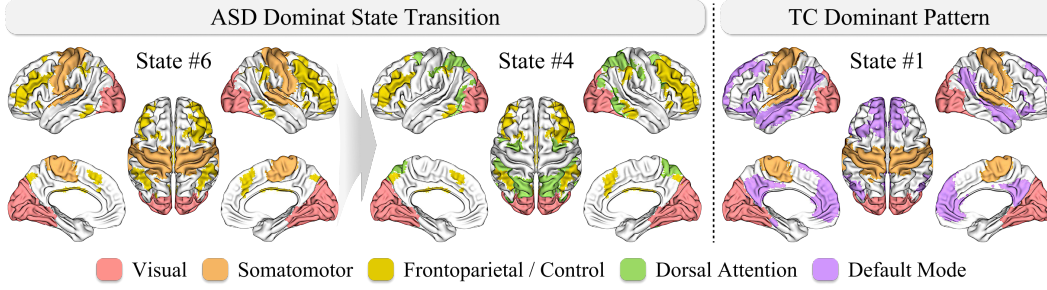 ASD Dominat State Transition
TC Dominant Pattern
State #6
State #4
State #1
Visual
Somatomotor
Frontoparietal / Control
Dorsal Attention
Default Mode